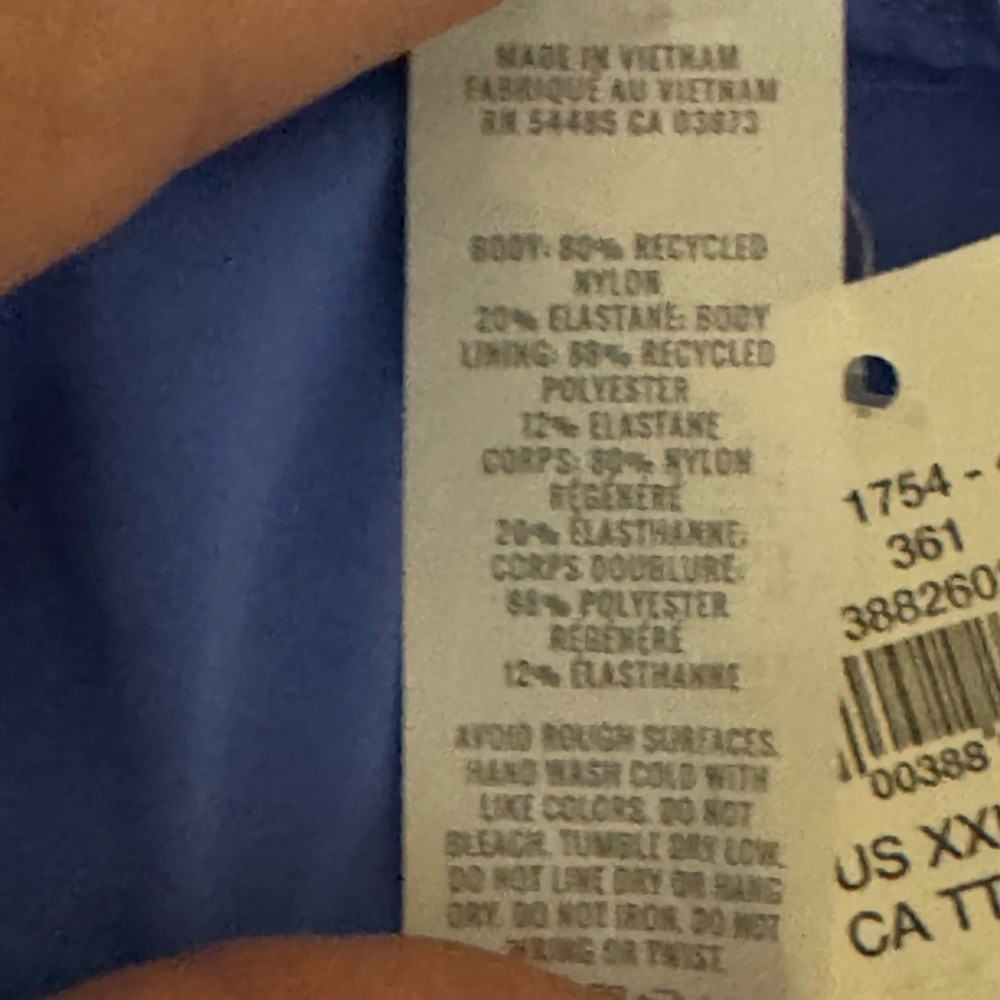 MADE IN VIETNAM
FABRIQUÉ AU VIETNAM
RN 54485 CA 03873
BODY: 80% RECYCLED
NYLON
20% ELASTANE; BODY
LINING: 88% RECYCLED
POLYESTER
12% ELASTANE
CORPS: 80% NYLON
RÉGÉNÉRÉ
20% ÉLASTHANNE;
CORPS DOUBLURE:
88% POLYESTER
RÉGÉNÉRÉ
12% ÉLASTHANNE
AVOID ROUGH SURFACES.
HAND WASH COLD WITH
LIKE COLORS. DO NOT
BLEACH. TUMBLE DRY LOW.
DO NOT LINE DRY OR HANG
DRY. DO NOT IRON. DO NOT
WRING OR TWIST.
1754 -
361
388260
00388
US XX
CA TT